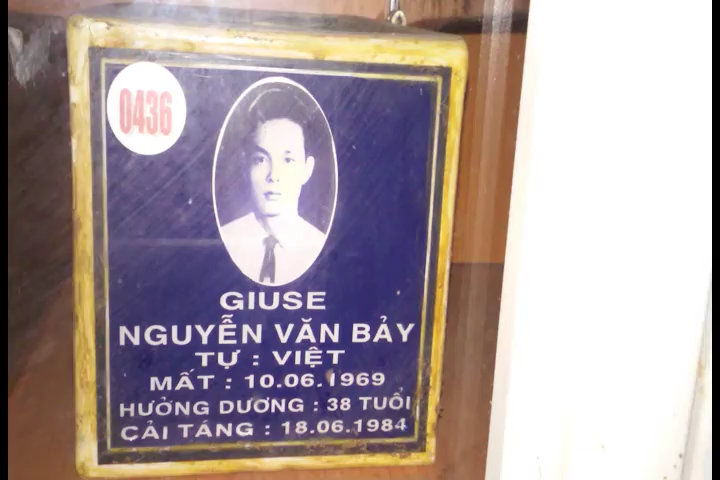 0436
GIUSE
NGUYỄN VĂN BẢY
TỰ : VIỆT
MẤT : 10.06.1969
HƯỞNG DƯƠNG : 38 TUỔI
CẢI TÁNG : 18.06.1984